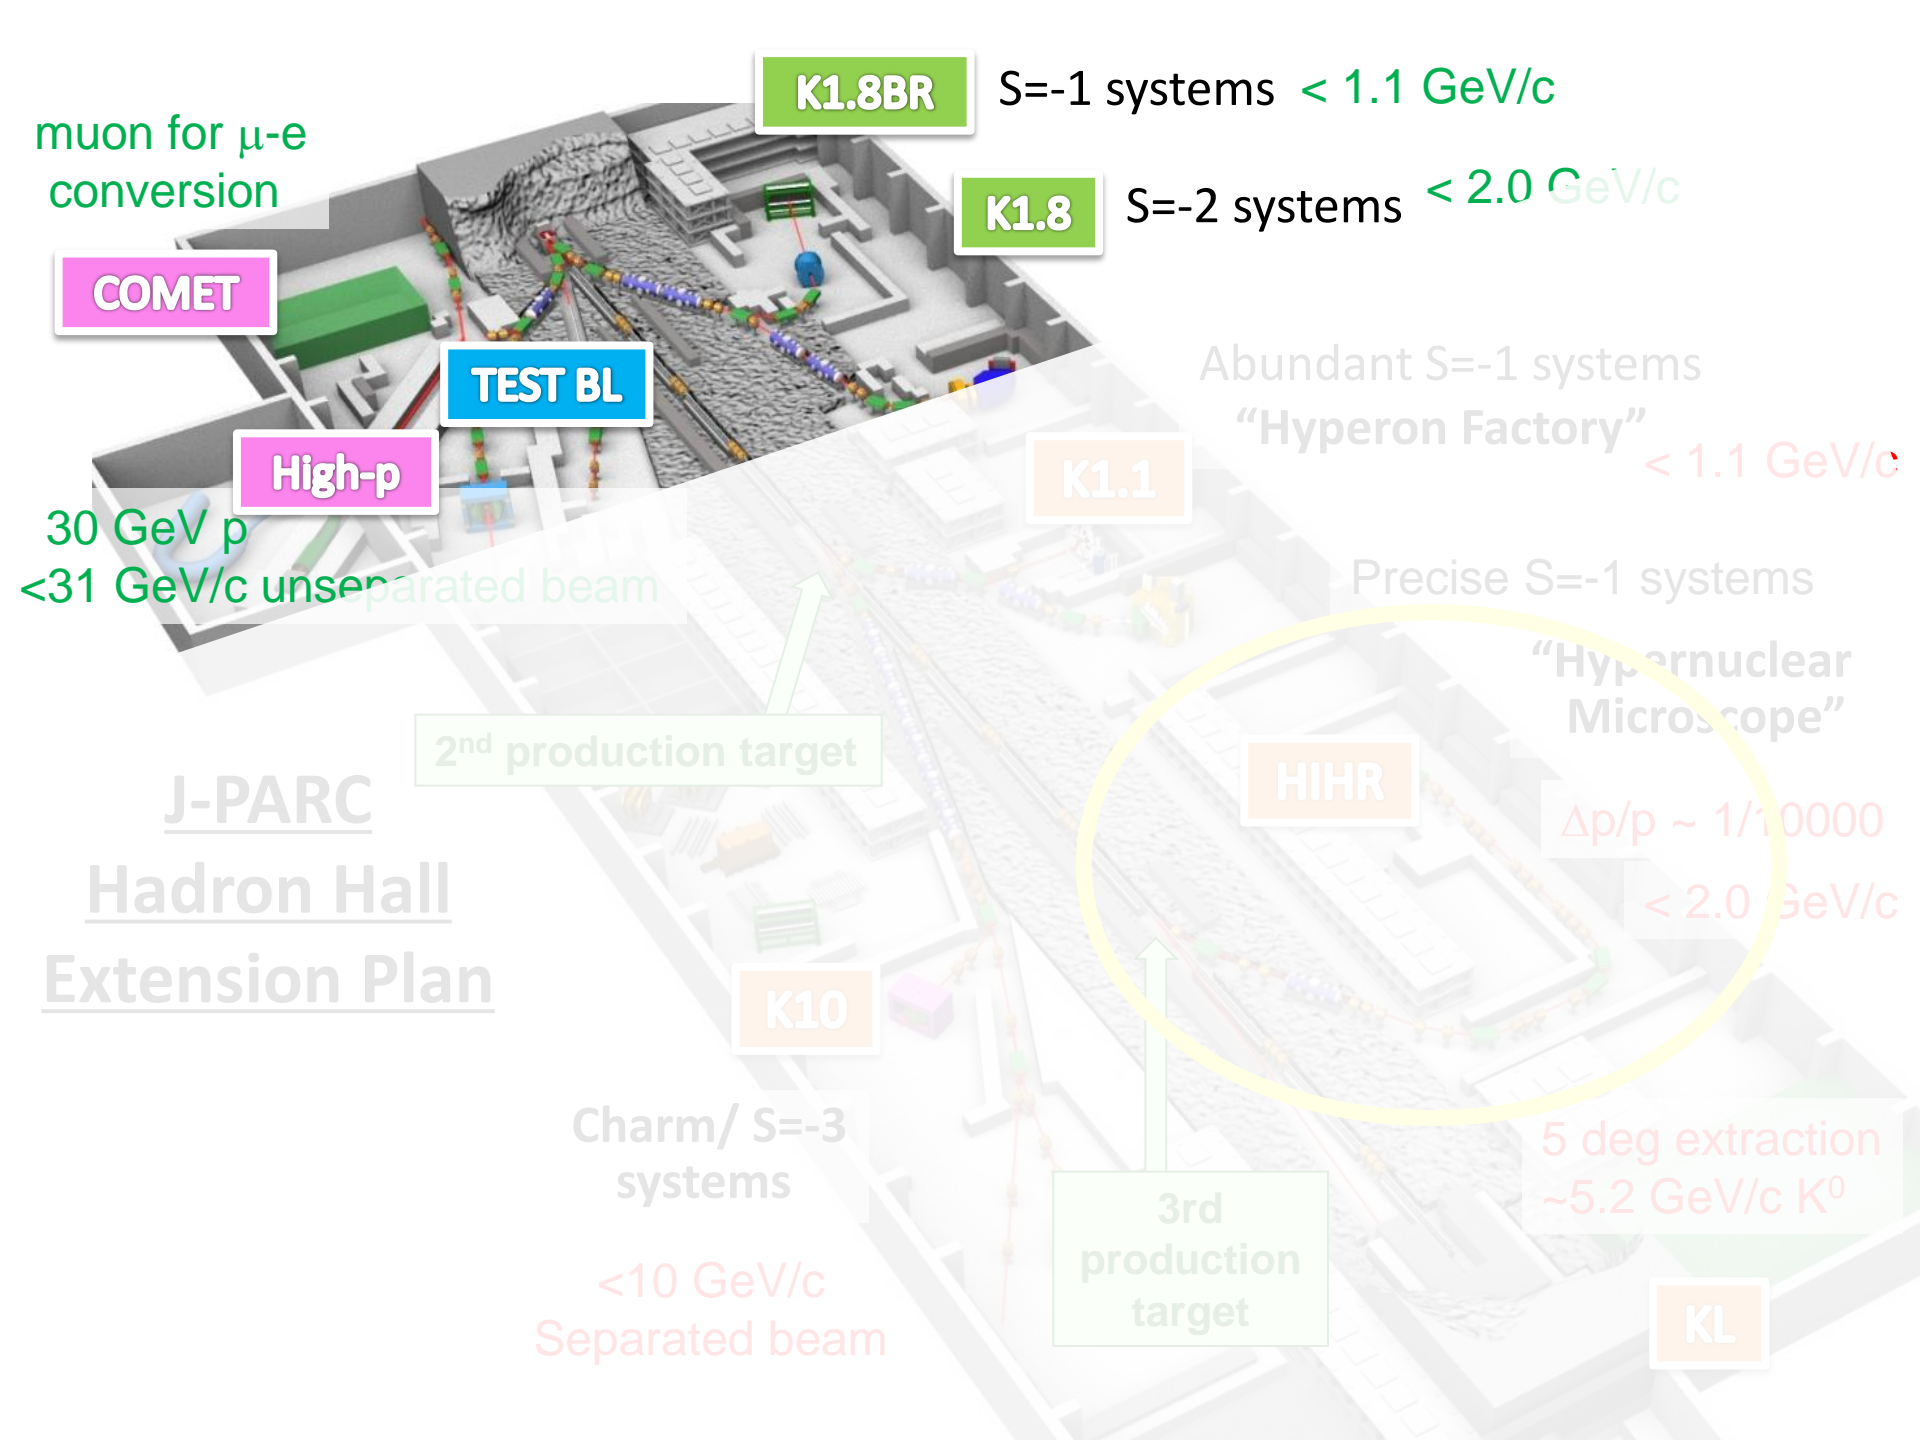 K1.8BR
S=-1 systems
< 1.1 GeV/c
muon for μ-e
conversion
K1.8
S=-2 systems
< 2.0 GeV/c
COMET
TEST BL
Abundant S=-1 systems
“Hyperon Factory”
< 1.1 GeV/c
High-p
K1.1
30 GeV p
<31 GeV/c unseparated beam
Precise S=-1 systems
“Hypernuclear
Microscope”
2nd production target
HIHR
J-PARC
Hadron Hall
Extension Plan
Δp/p ~ 1/10000
< 2.0 GeV/c
K10
Charm/ S=-3
systems
5 deg extraction
~5.2 GeV/c K⁰
3rd
production
target
<10 GeV/c
Separated beam
KL